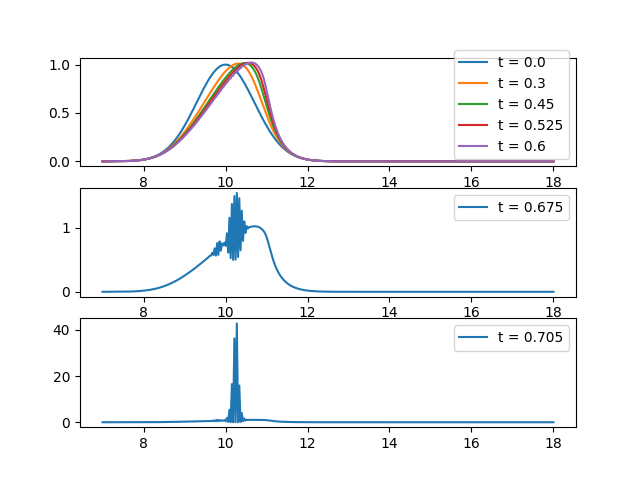 1.0
0.5
0.0
t = 0.0
t = 0.3
t = 0.45
t = 0.525
t = 0.6
8 10 12 14 16 18
1
0
t = 0.675
8 10 12 14 16 18
40
20
0
t = 0.705
8 10 12 14 16 18